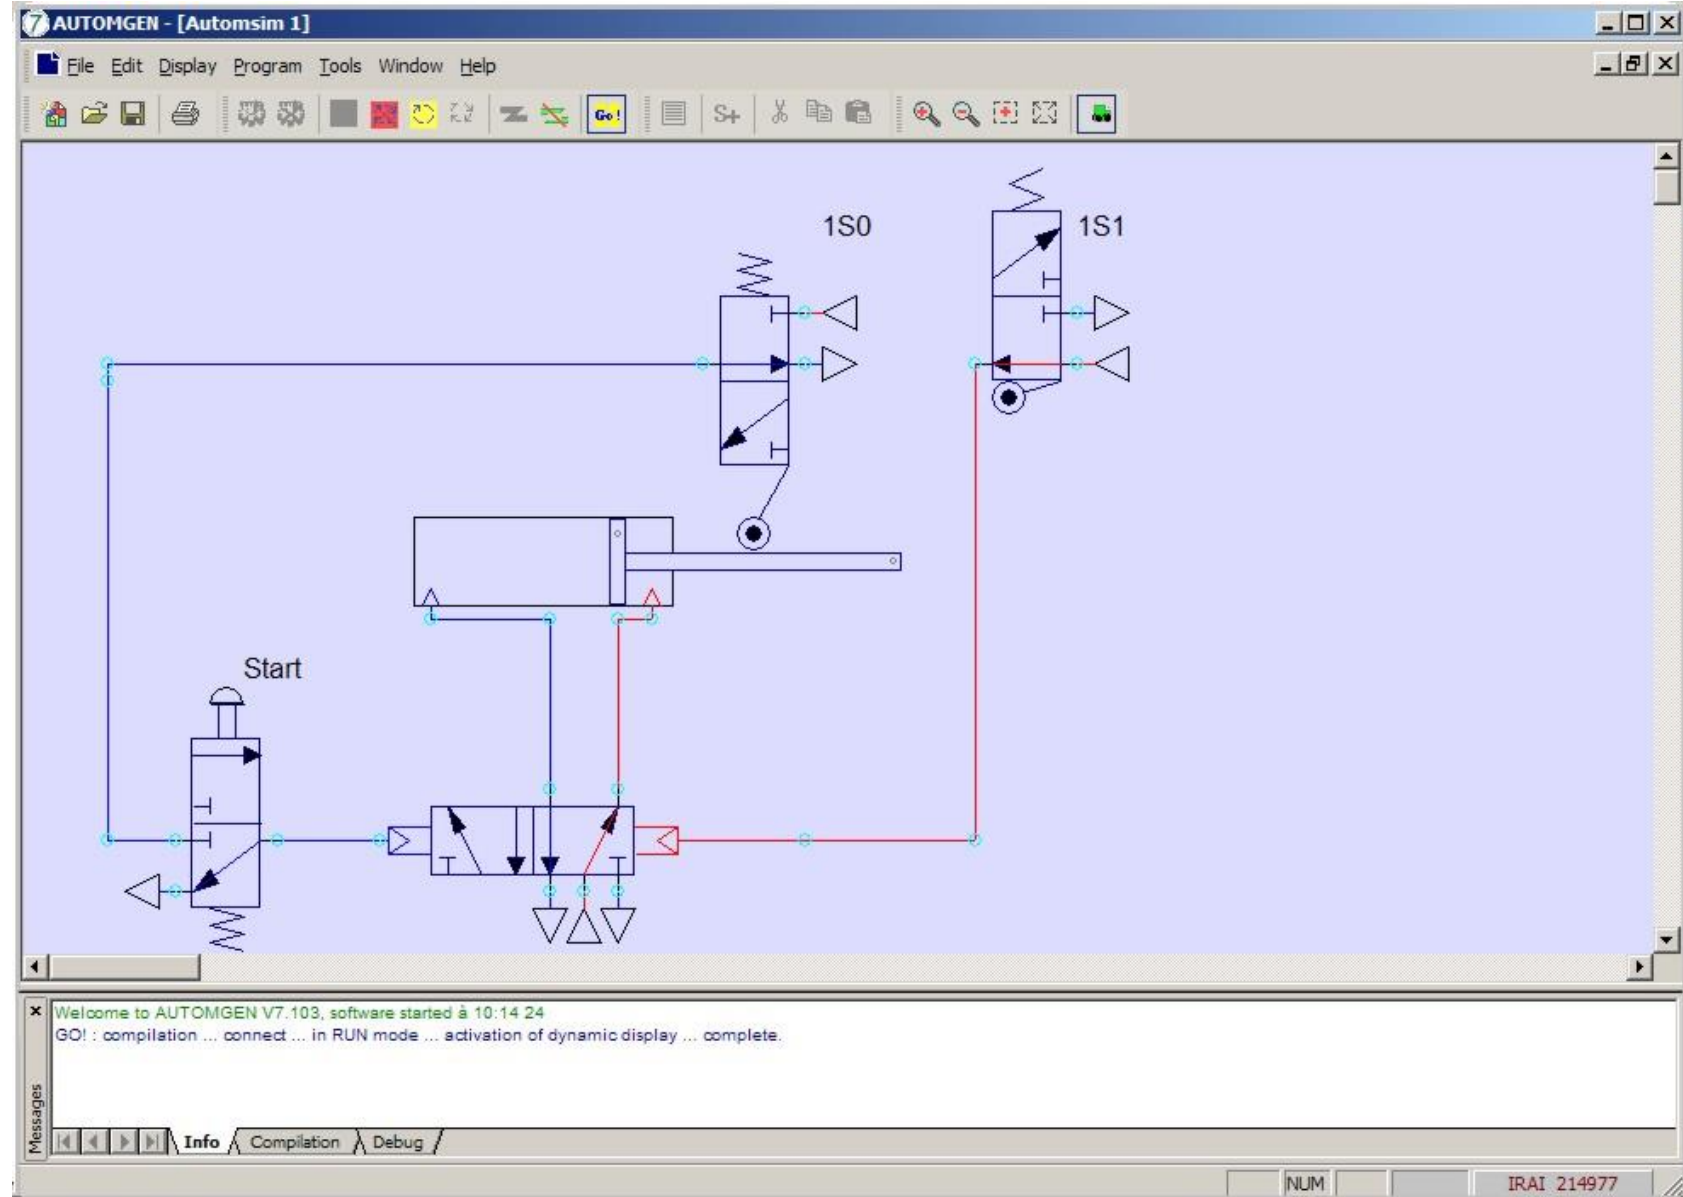 AUTOMGEN - [Automsim 1]
File Edit Display Program Tools Window Help
Go! S+
1S0
1S1
Start
Welcome to AUTOMGEN V7.103, software started à 10:14 24
GO! : compilation ... connect ... in RUN mode ... activation of dynamic display ... complete.
Messages
Info Compilation Debug
NUM IRAI 214977